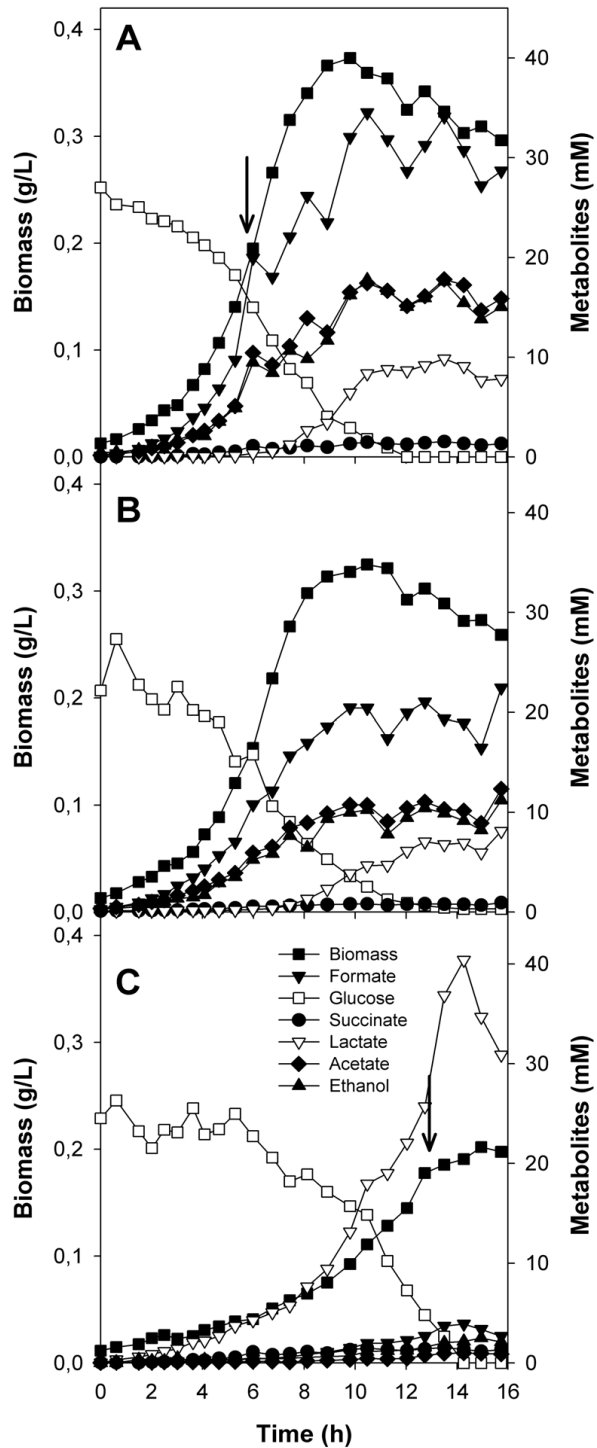 A
0,4
0,3
0,2
0,1
0,0
Biomass (g/L)
40
30
20
10
0
Metabolites (mM)
B
0,4
0,3
0,2
0,1
0,0
Biomass (g/L)
40
30
20
10
0
Metabolites (mM)
C
0,4
0,3
0,2
0,1
0,0
Biomass (g/L)
Biomass
Formate
Glucose
Succinate
Lactate
Acetate
Ethanol
40
30
20
10
0
Metabolites (mM)
0 2 4 6 8 10 12 14 16
Time (h)